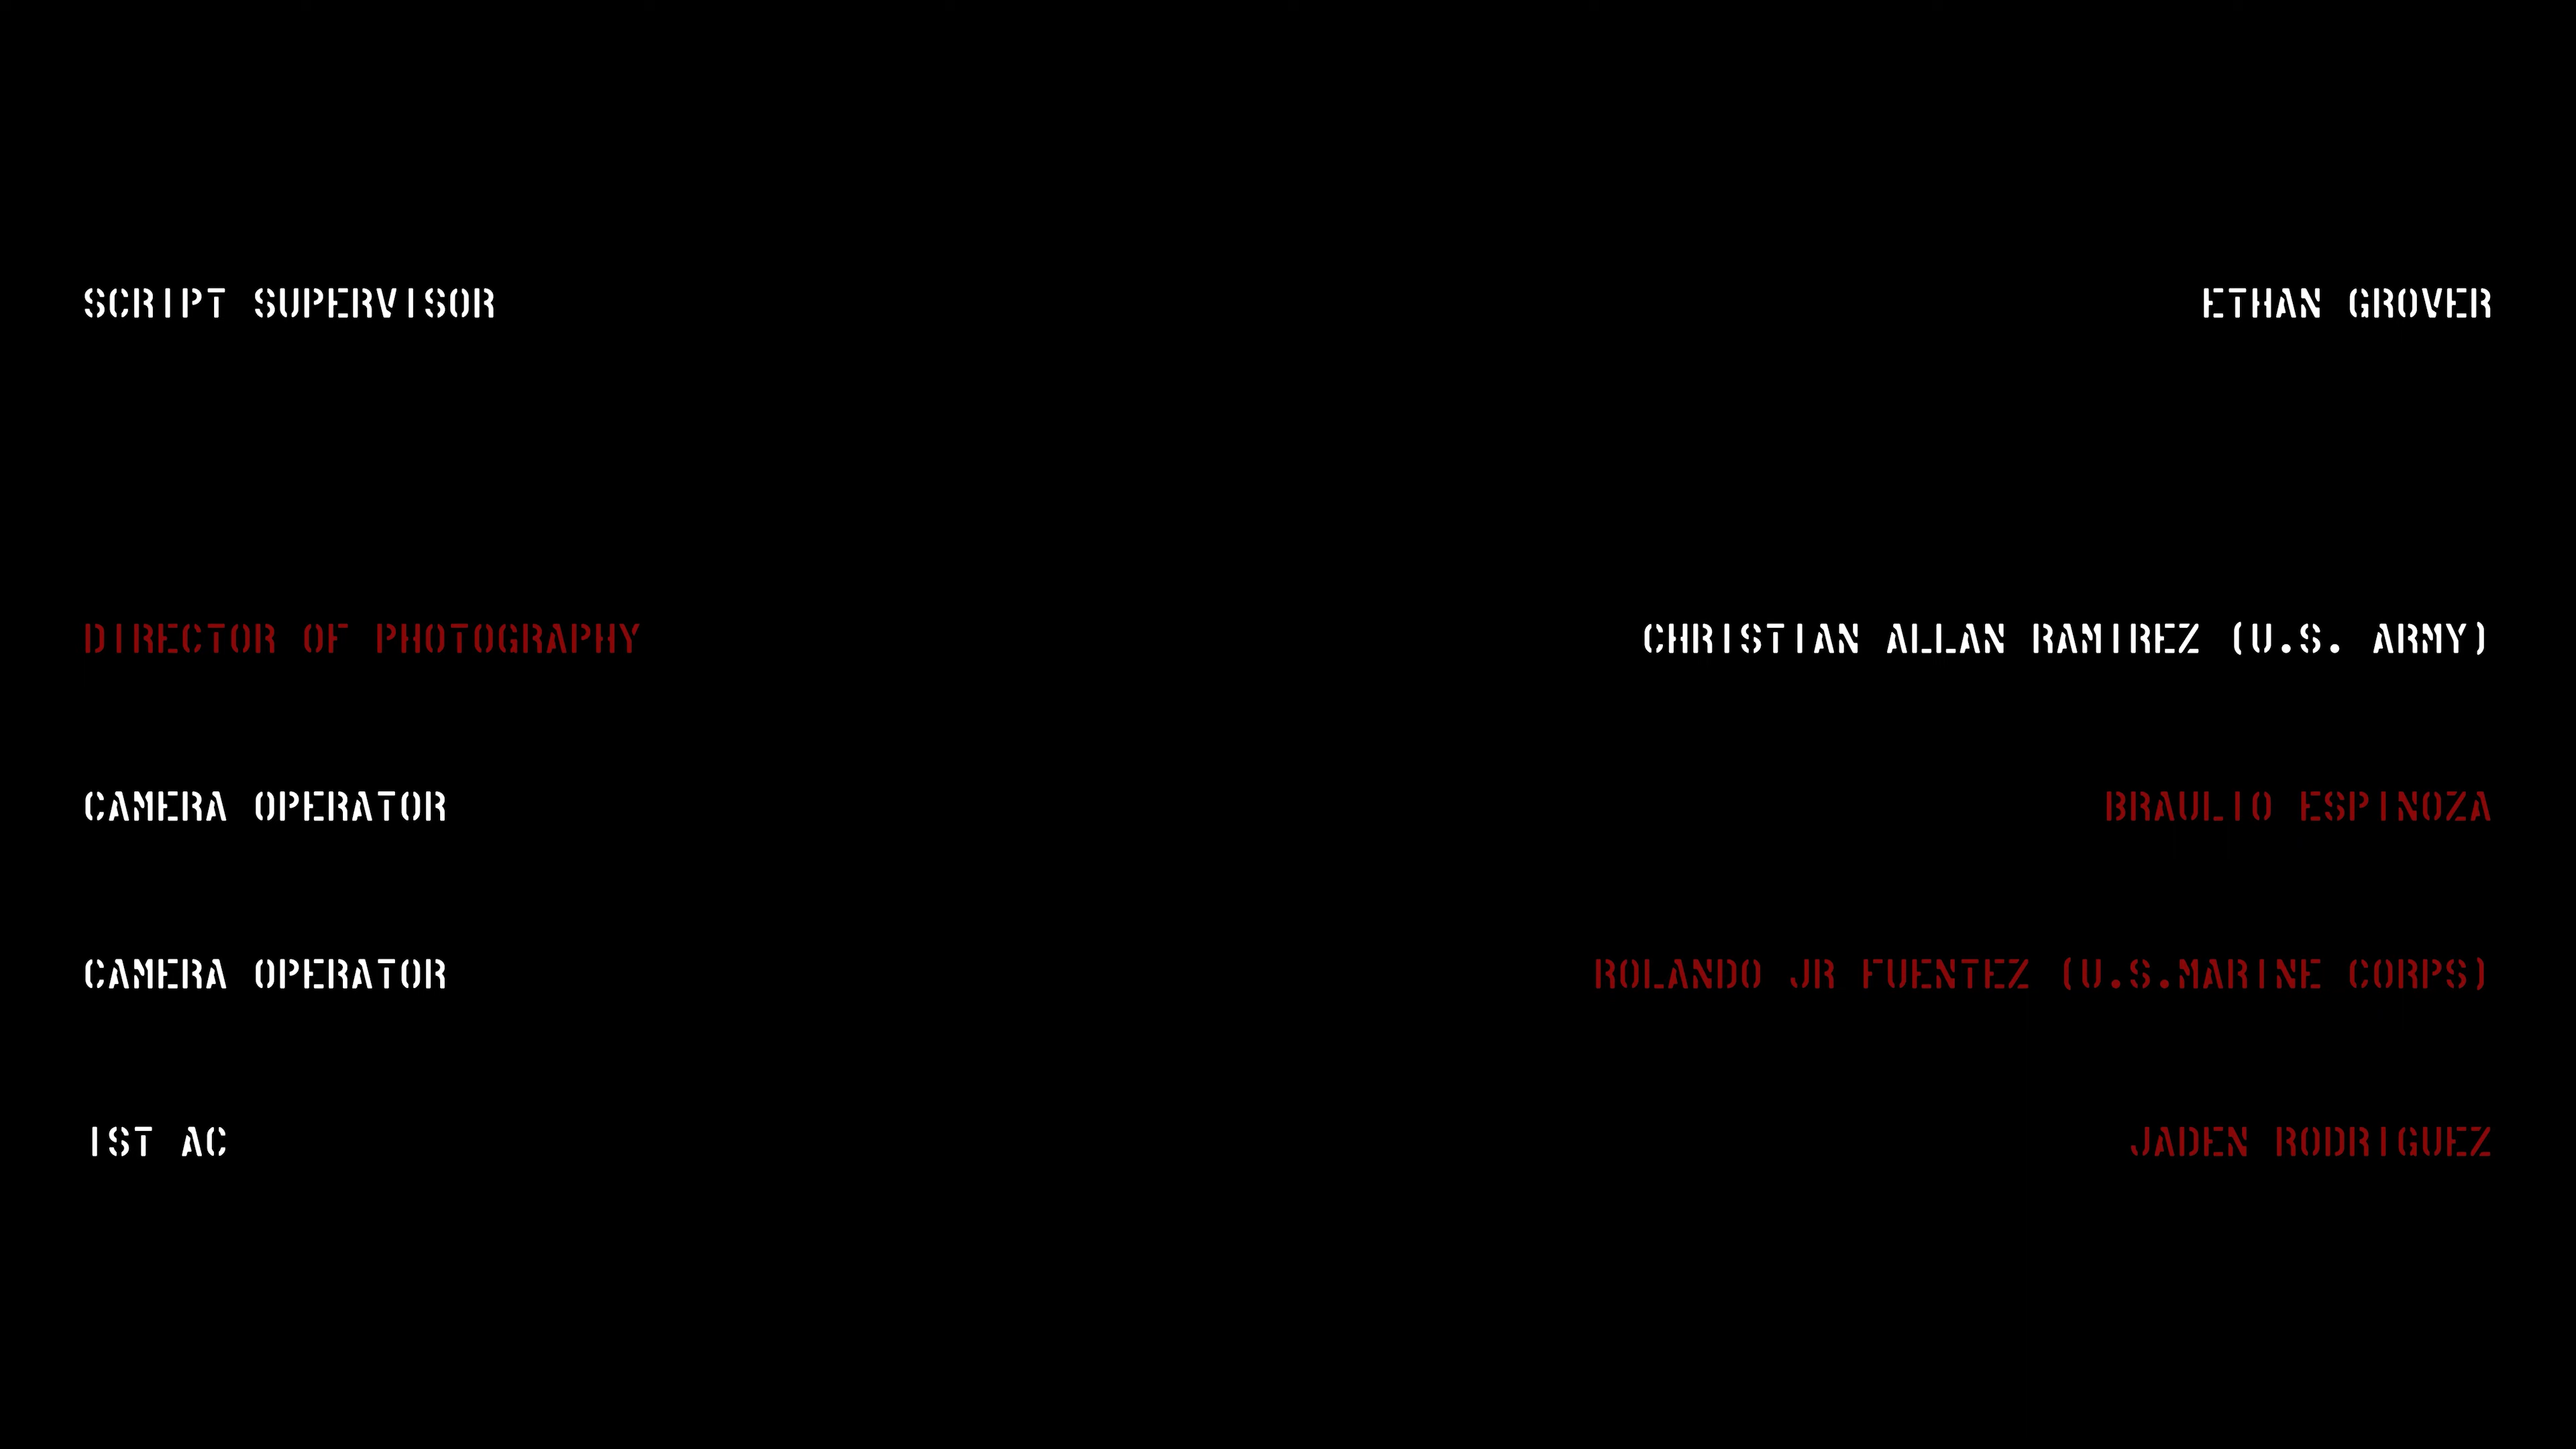 SCRIPT SUPERVISOR ETHAN GROVER
DIRECTOR OF PHOTOGRAPHY CHRISTIAN ALLAN RAMIREZ (U.S. ARMY)
CAMERA OPERATOR BRAULIO ESPINOZA
CAMERA OPERATOR ROLANDO JR FUENTEZ (U.S.MARINE CORPS)
1ST AC JADEN RODRIGUEZ